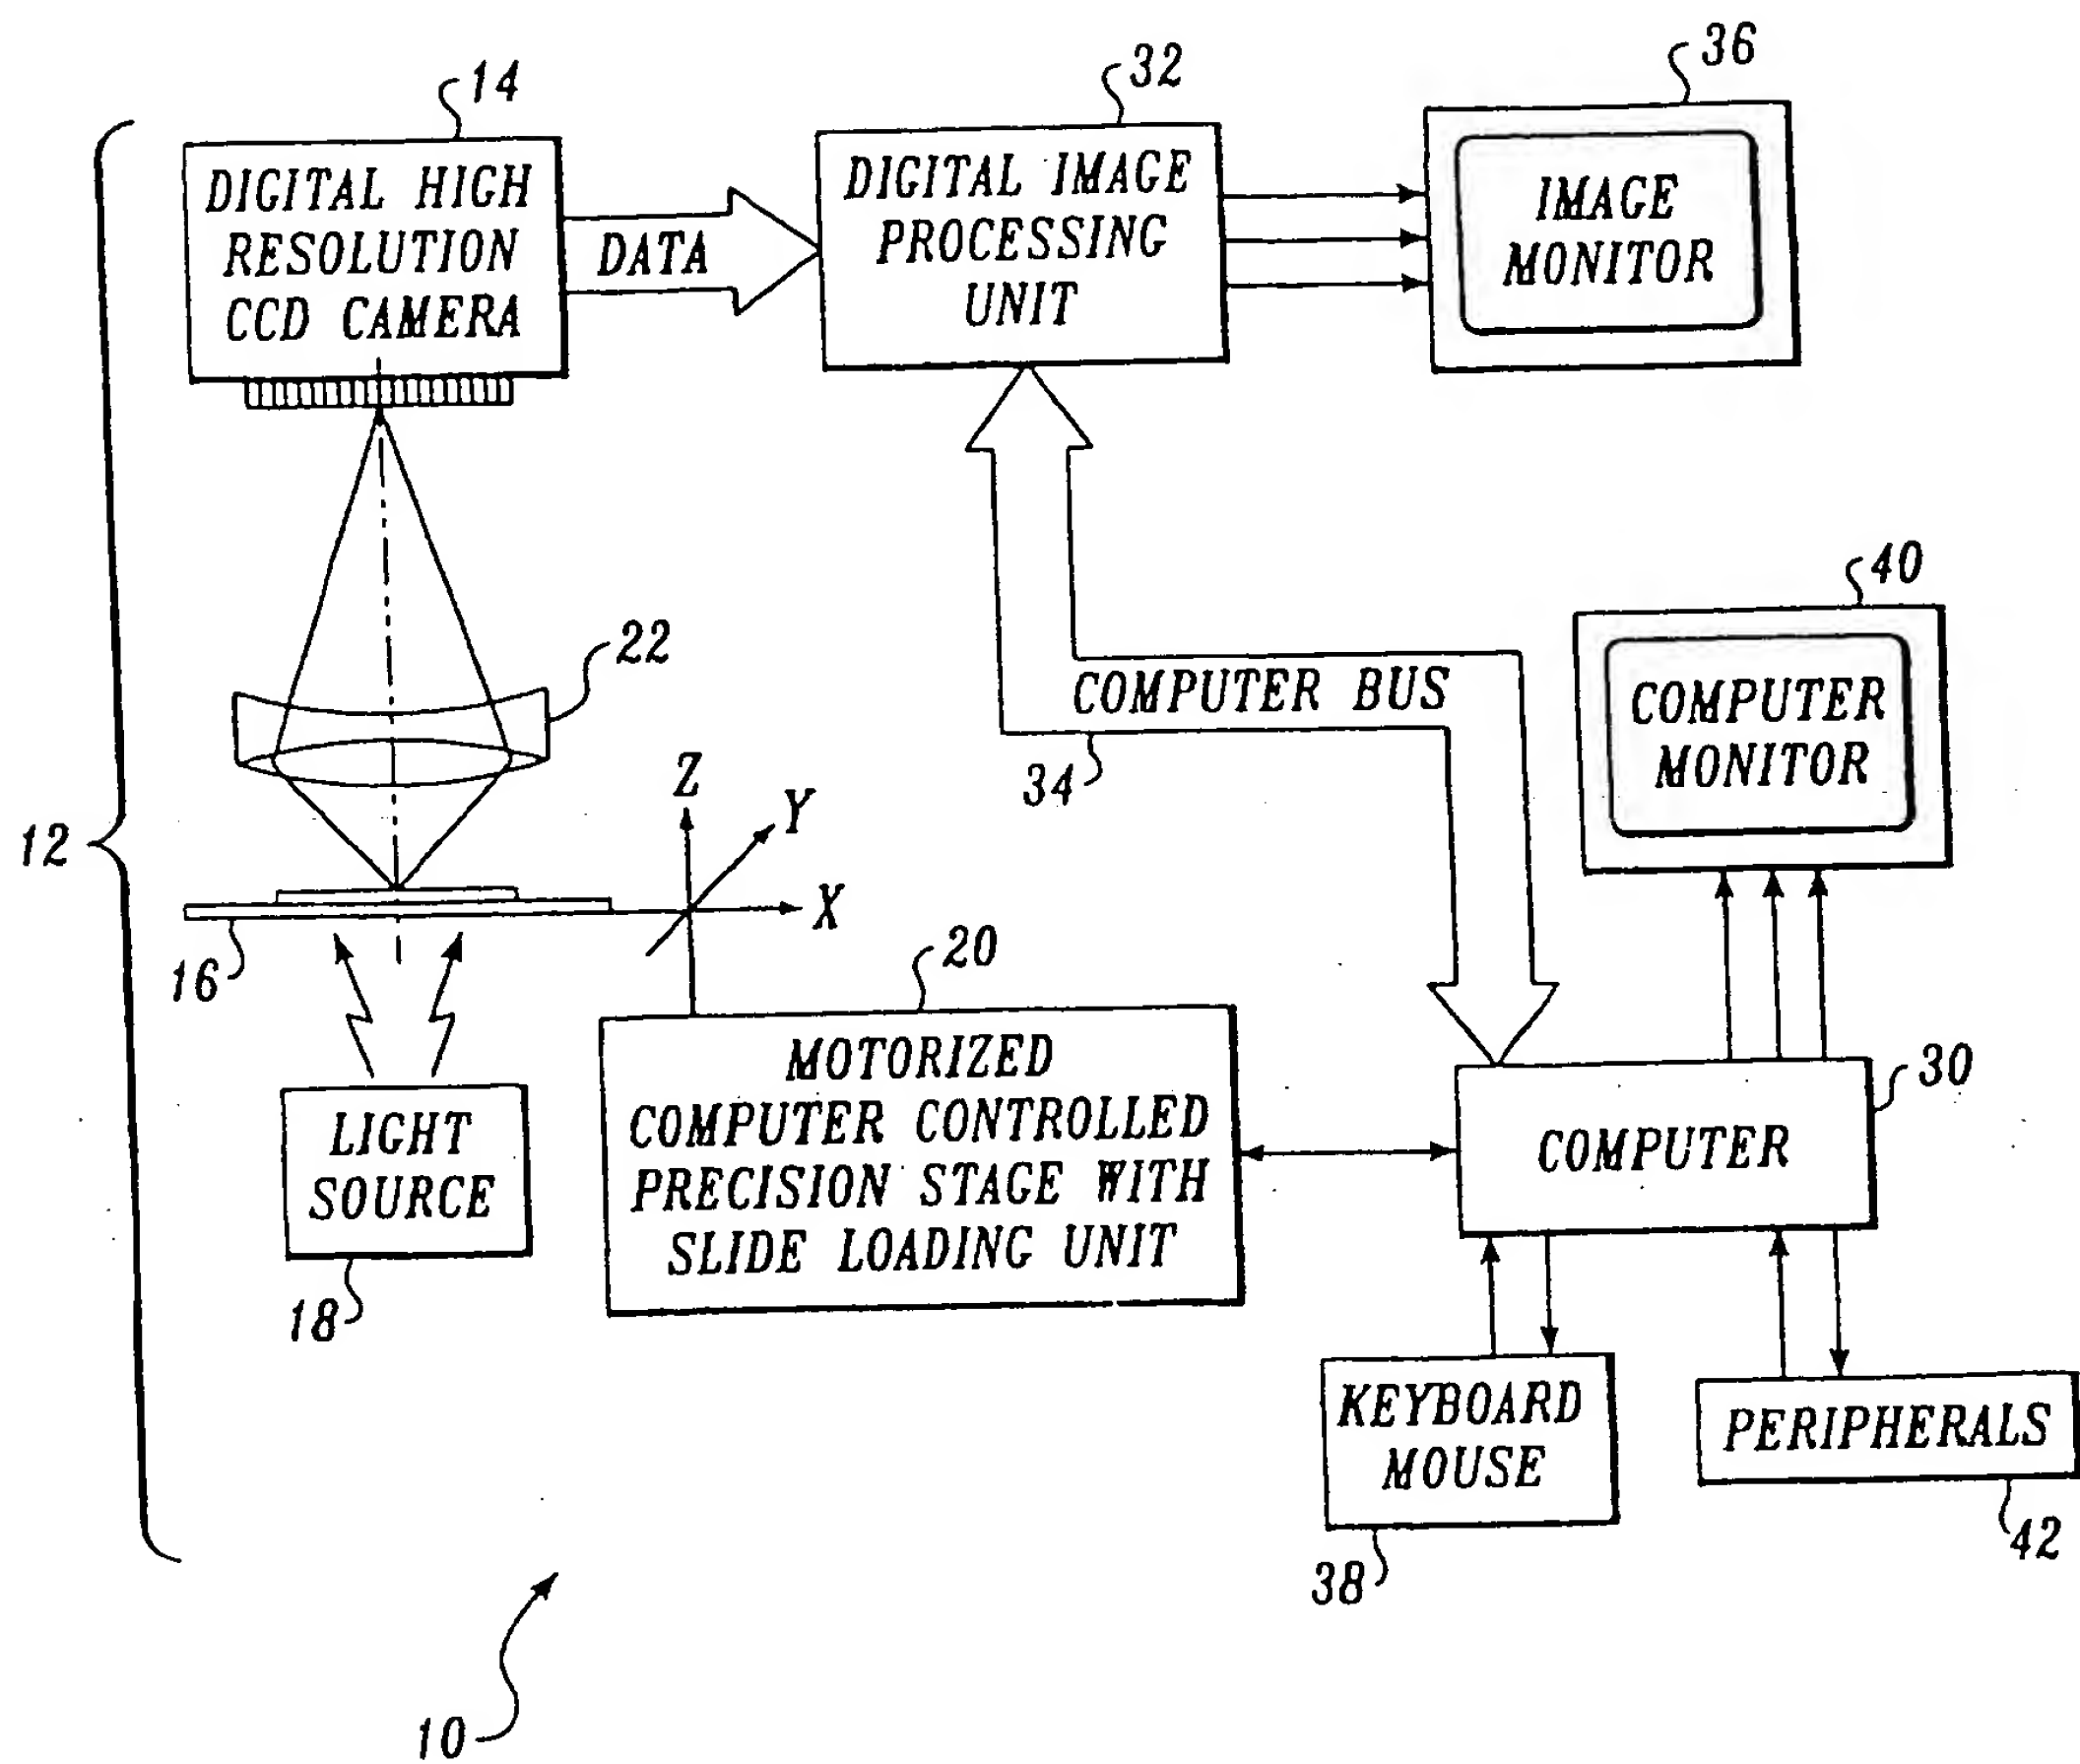 14
32
36
DIGITAL HIGH
RESOLUTION
CCD CAMERA
DATA
DIGITAL IMAGE
PROCESSING
UNIT
IMAGE
MONITOR
40
22
COMPUTER BUS
34
COMPUTER
MONITOR
12
Z
Y
X
16
20
LIGHT
SOURCE
18
MOTORIZED
COMPUTER CONTROLLED
PRECISION STAGE WITH
SLIDE LOADING UNIT
30
COMPUTER
KEYBOARD
MOUSE
38
PERIPHERALS
42
10